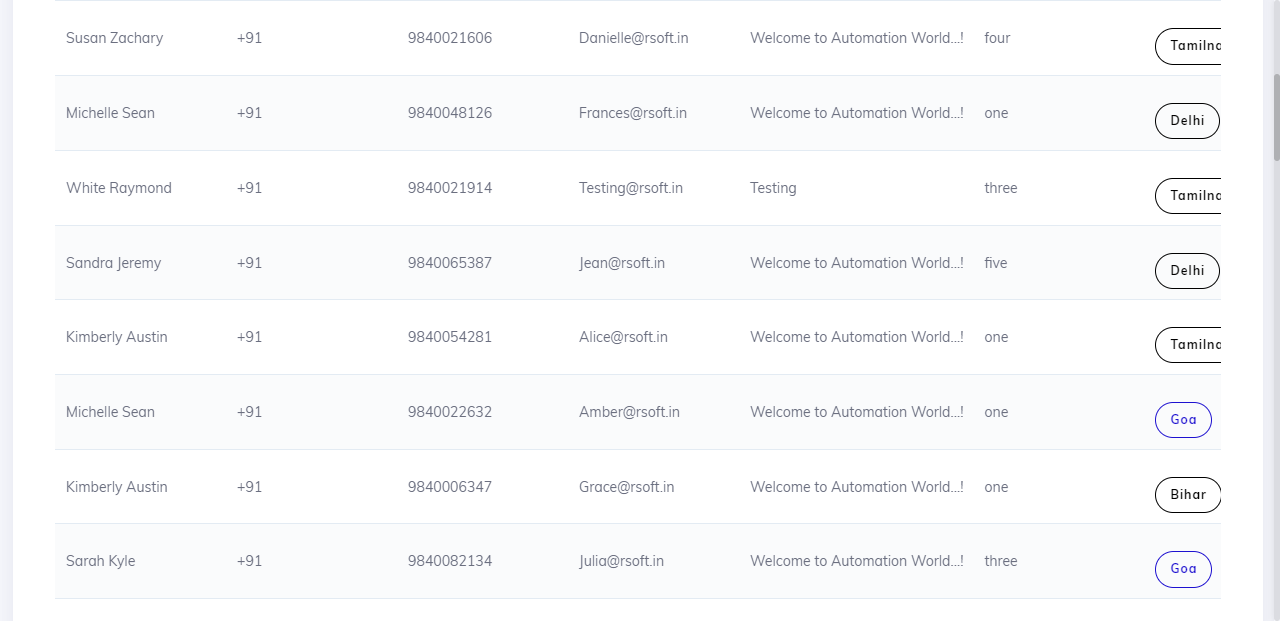 Susan Zachary +91 9840021606 Danielle@rsoft.in Welcome to Automation World...! four Tamilna
Michelle Sean +91 9840048126 Frances@rsoft.in Welcome to Automation World...! one Delhi
White Raymond +91 9840021914 Testing@rsoft.in Testing three Tamilna
Sandra Jeremy +91 9840065387 Jean@rsoft.in Welcome to Automation World...! five Delhi
Kimberly Austin +91 9840054281 Alice@rsoft.in Welcome to Automation World...! one Tamilna
Michelle Sean +91 9840022632 Amber@rsoft.in Welcome to Automation World...! one Goa
Kimberly Austin +91 9840006347 Grace@rsoft.in Welcome to Automation World...! one Bihar
Sarah Kyle +91 9840082134 Julia@rsoft.in Welcome to Automation World...! three Goa